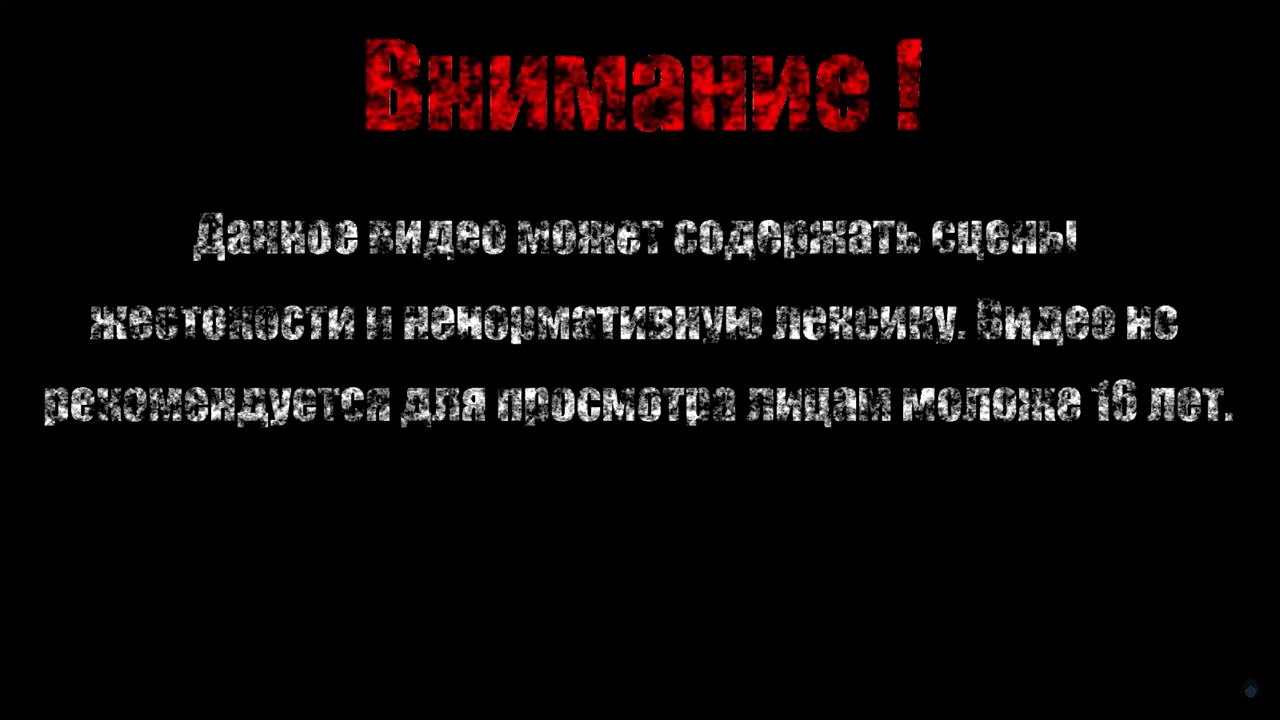 Внимание !
Данное видео может содержать сцены
жестокости и ненормативную лексику. Видео не
рекомендуется для просмотра лицам моложе 16 лет.